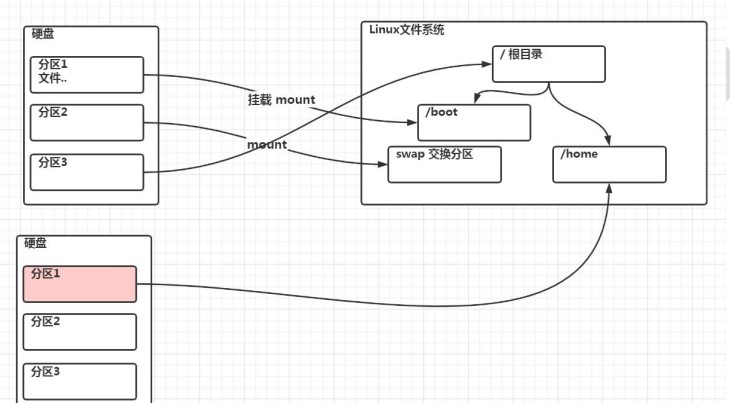 硬盘
分区1
文件..
分区2
分区3
挂载 mount
mount
Linux文件系统
/ 根目录
/boot
swap 交换分区
/home
硬盘
分区1
分区2
分区3